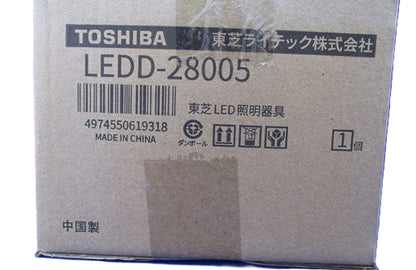 TOSHIBA 東芝ライテック株式会社
LEDD-28005
東芝LED照明器具
4974550619318
MADE IN CHINA
ダンボール
1個
中国製